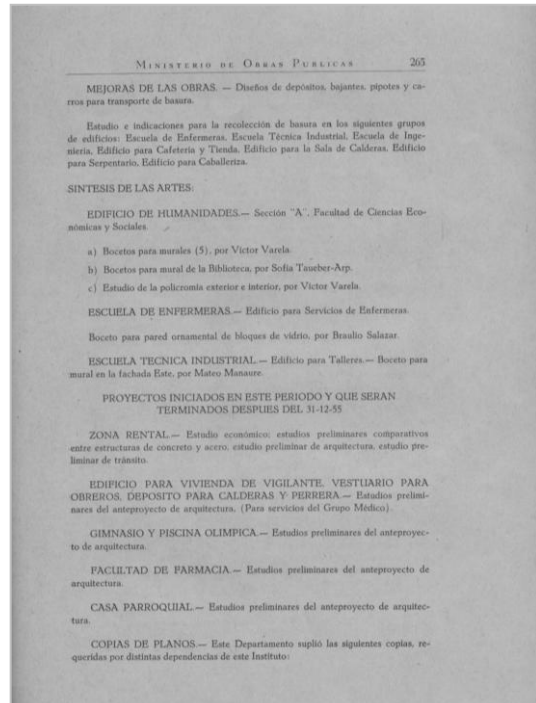 MINISTERIO DE OBRAS PUBLICAS 265
MEJORAS DE LAS OBRAS. — Diseños de depósitos, bajantes, pipotes y ca-
rros para transporte de basura.
Estudio e indicaciones para la recolección de basura en los siguientes grupos
de edificios: Escuela de Enfermeras, Escuela Técnica Industrial, Escuela de Inge-
niería, Edificio para Cafetería y Tienda, Edificio para la Sala de Calderas, Edificio
para Serpentario, Edificio para Caballeriza.
SINTESIS DE LAS ARTES:
EDIFICIO DE HUMANIDADES.— Sección "A", Facultad de Ciencias Eco-
nómicas y Sociales.
a) Bocetos para murales (5), por Víctor Varela.
b) Bocetos para mural de la Biblioteca, por Sofía Taueber-Arp.
c) Estudio de la policromía exterior e interior, por Víctor Varela.
ESCUELA DE ENFERMERAS.— Edificio para Servicios de Enfermeras.
Boceto para pared ornamental de bloques de vidrio, por Braulio Salazar.
ESCUELA TECNICA INDUSTRIAL.— Edificio para Talleres.— Boceto para
mural en la fachada Este, por Mateo Manaure.
PROYECTOS INICIADOS EN ESTE PERIODO Y QUE SERAN
TERMINADOS DESPUES DEL 31-12-55
ZONA RENTAL.— Estudio económico; estudios preliminares comparativos
entre estructuras de concreto y acero, estudio preliminar de arquitectura, estudio pre-
liminar de tránsito.
EDIFICIO PARA VIVIENDA DE VIGILANTE, VESTUARIO PARA
OBREROS, DEPOSITO PARA CALDERAS Y PERRERA.— Estudios prelimi-
nares del anteproyecto de arquitectura. (Para servicios del Grupo Médico).
GIMNASIO Y PISCINA OLIMPICA.— Estudios preliminares del anteproyec-
to de arquitectura.
FACULTAD DE FARMACIA.— Estudios preliminares del anteproyecto de
arquitectura.
CASA PARROQUIAL.— Estudios preliminares del anteproyecto de arquitec-
tura.
COPIAS DE PLANOS.— Este Departamento suplió las siguientes copias, re-
queridas por distintas dependencias de este Instituto: